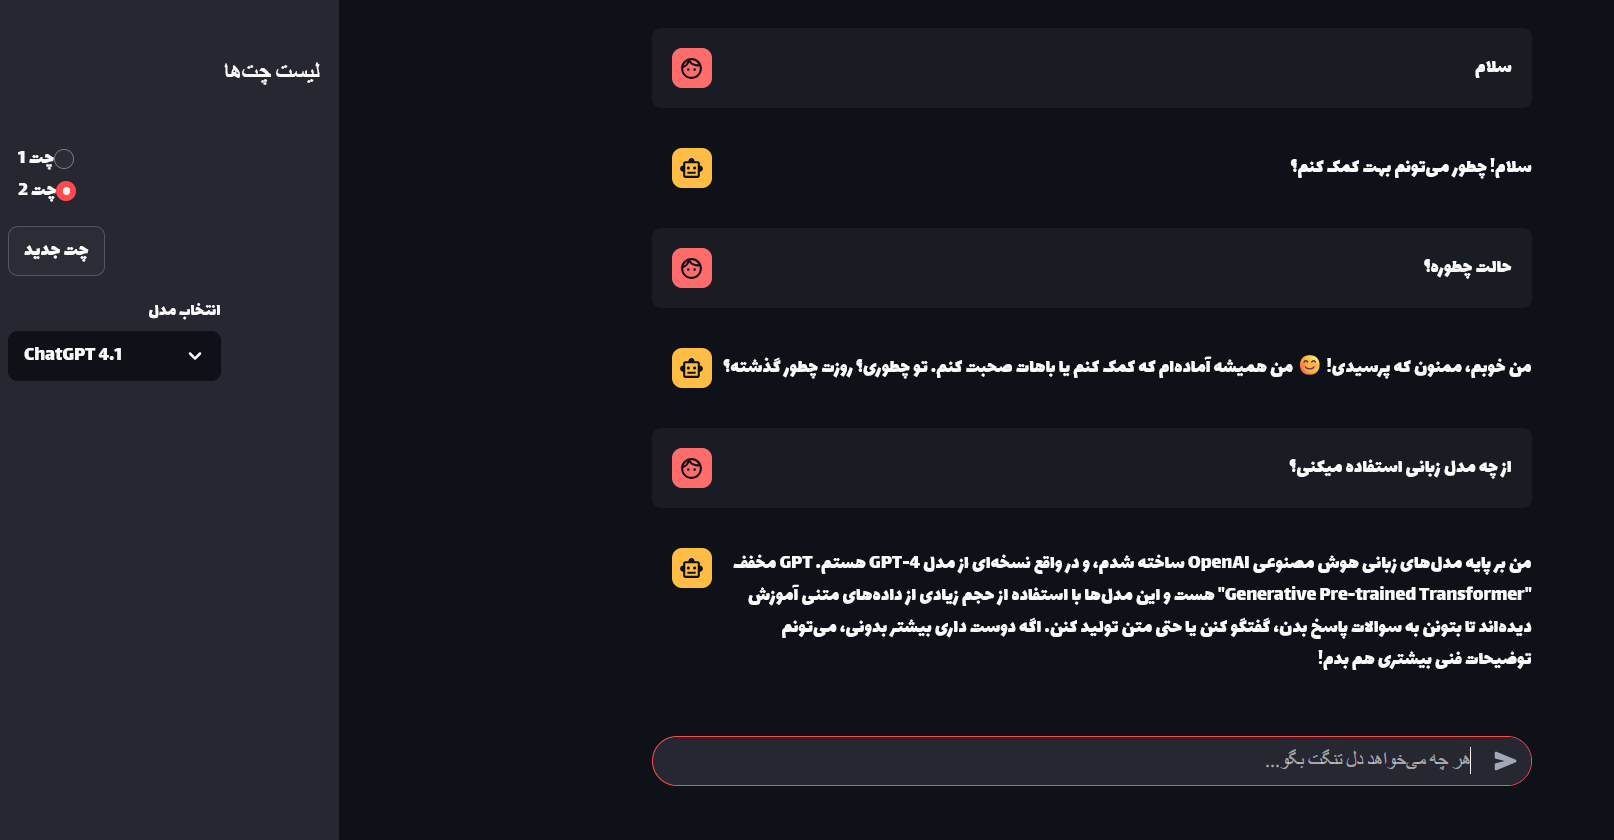 لیست چت‌ها
چت 1
چت 2
چت جدید
انتخاب مدل
ChatGPT 4.1
سلام
سلام! چطور می‌تونم بهت کمک کنم؟
حالت چطوره؟
من خوبم، ممنون که پرسیدی! 😊 من همیشه آماده‌ام که کمک کنم یا باهات صحبت کنم. تو چطوری؟ روزت چطور گذشته؟
از چه مدل زبانی استفاده میکنی؟
من بر پایه مدل‌های زبانی هوش مصنوعی OpenAI ساخته شدم، و در واقع نسخه‌ای از مدل GPT-4 هستم. GPT مخفف
"Generative Pre-trained Transformer" هست و این مدل‌ها با استفاده از حجم زیادی از داده‌های متنی آموزش
دیده‌اند تا بتونن به سوالات پاسخ بدن، گفتگو کنن یا حتی متن تولید کنن. اگه دوست داری بیشتر بدونی، می‌تونم
توضیحات فنی بیشتری هم بدم!
هر چه می‌خواهد دل تنگت بگو...